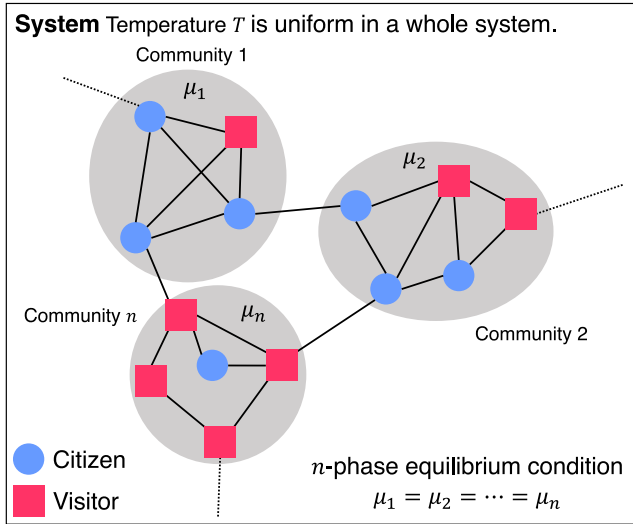 System Temperature T is uniform in a whole system.
Community 1
μ₁
μ₂
Community n
μₙ
Community 2
Citizen
Visitor
n-phase equilibrium condition
μ₁ = μ₂ = ⋯ = μₙ